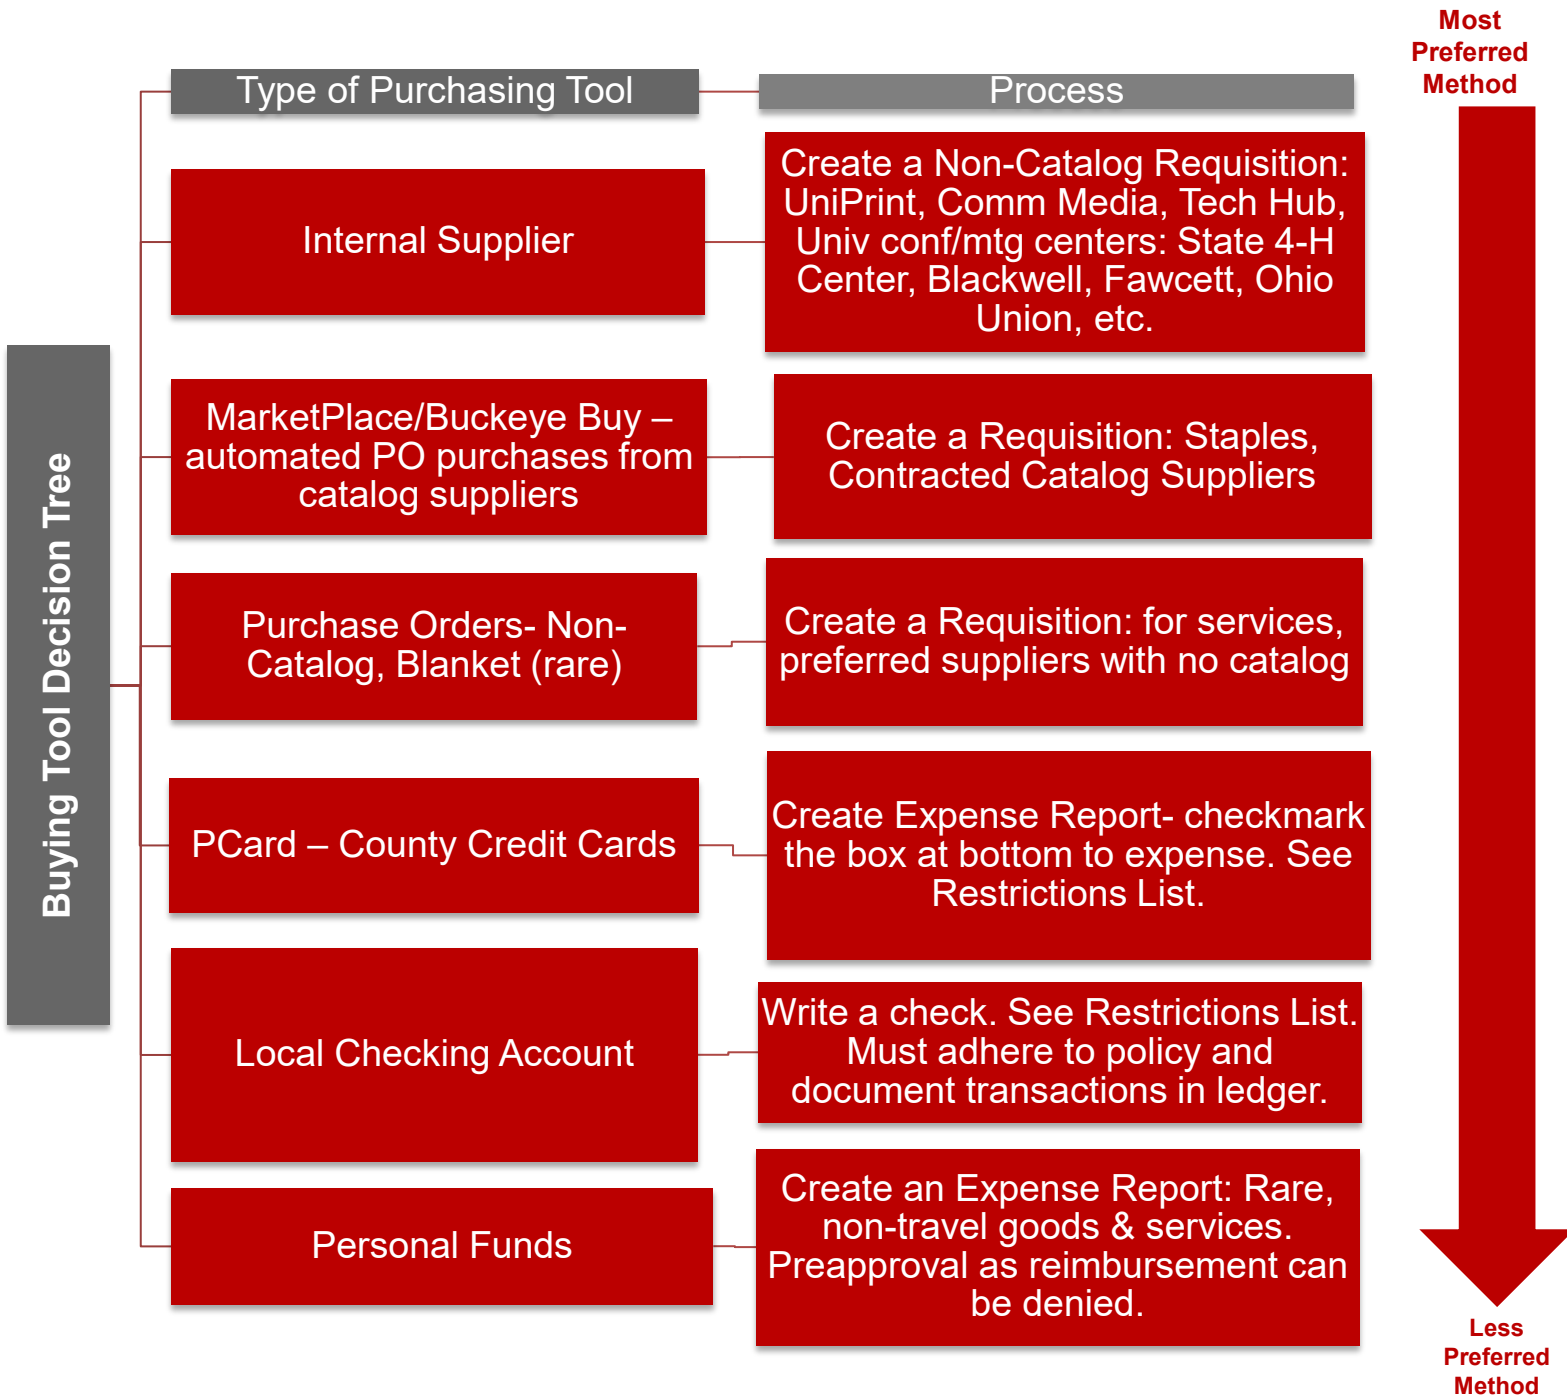 Most
Preferred
Method
Type of Purchasing Tool
Process
Buying Tool Decision Tree
Internal Supplier
Create a Non-Catalog Requisition:
UniPrint, Comm Media, Tech Hub,
Univ conf/mtg centers: State 4-H
Center, Blackwell, Fawcett, Ohio
Union, etc.
MarketPlace/Buckeye Buy –
automated PO purchases from
catalog suppliers
Create a Requisition: Staples,
Contracted Catalog Suppliers
Purchase Orders- Non-
Catalog, Blanket (rare)
Create a Requisition: for services,
preferred suppliers with no catalog
PCard – County Credit Cards
Create Expense Report- checkmark
the box at bottom to expense. See
Restrictions List.
Local Checking Account
Write a check. See Restrictions List.
Must adhere to policy and
document transactions in ledger.
Personal Funds
Create an Expense Report: Rare,
non-travel goods & services.
Preapproval as reimbursement can
be denied.
Less
Preferred
Method